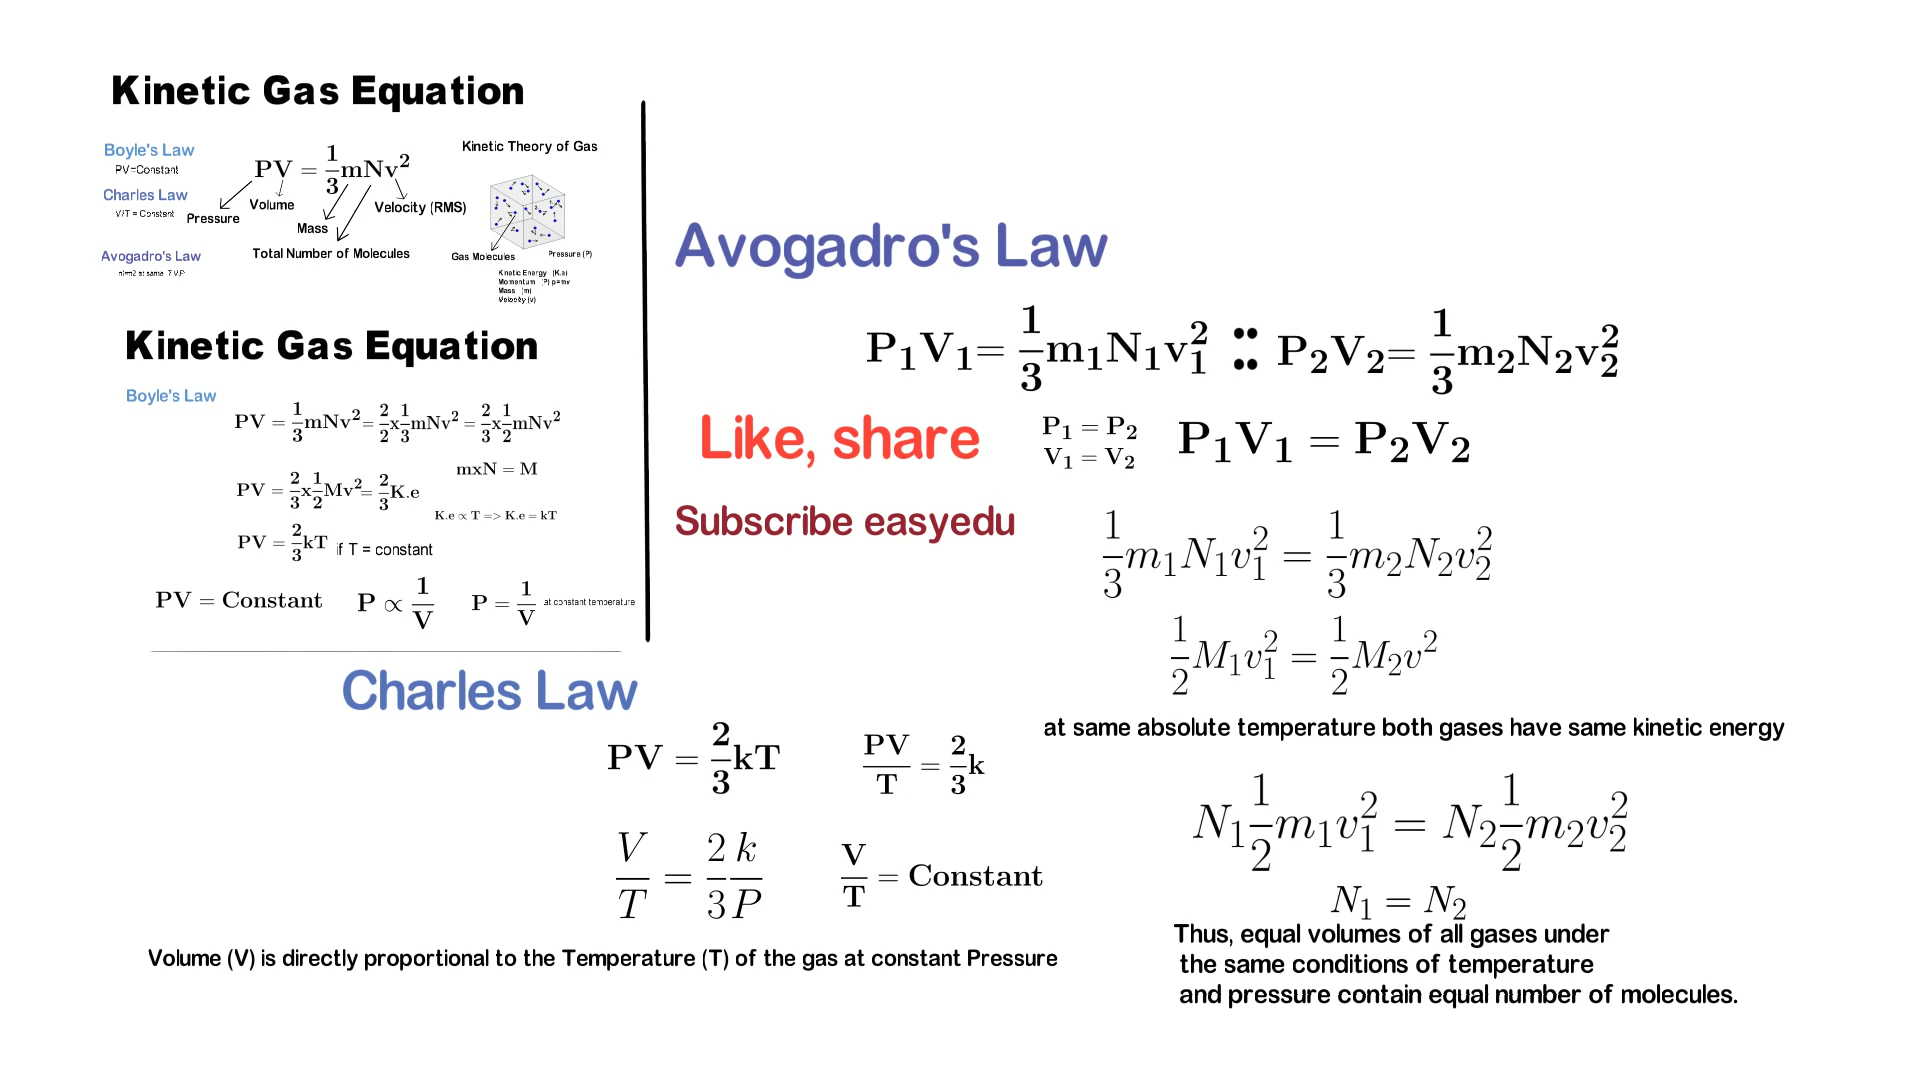 Kinetic Gas Equation
Boyle's Law
PV=Constant
Charles Law
V/T = Constant
Avogadro's Law
PV = 1/3 mNv²
Pressure
Volume
Mass
Total Number of Molecules
Velocity (RMS)
Kinetic Theory of Gas
Gas Molecules
Pressure (P)
Kinetic Energy (K.e)
Momentum (P) p=mv
Mass (m)
Velocity (v)
Kinetic Gas Equation
Boyle's Law
PV = 1/3 mNv² = 2/2 x 1/3 mNv² = 2/3 x 1/2 mNv²
mxN = M
PV = 2/3 x 1/2 Mv² = 2/3 K.e
K.e ∝ T => K.e = kT
PV = 2/3 kT if T = constant
PV = Constant P ∝ 1/V P = 1/V at constant temperature
Charles Law
PV = 2/3 kT PV/T = 2/3 k
V/T = 2/3 k/P V/T = Constant
Volume (V) is directly proportional to the Temperature (T) of the gas at constant Pressure
Avogadro's Law
P₁V₁= 1/3 m₁N₁v₁² :: P₂V₂= 1/3 m₂N₂v₂²
Like, share
Subscribe easyedu
P₁ = P₂
V₁ = V₂
P₁V₁ = P₂V₂
1/3 m₁N₁v₁² = 1/3 m₂N₂v₂²
1/2 M₁v₁² = 1/2 M₂v²
at same absolute temperature both gases have same kinetic energy
N₁ 1/2 m₁v₁² = N₂ 1/2 m₂v₂²
N₁ = N₂
Thus, equal volumes of all gases under
the same conditions of temperature
and pressure contain equal number of molecules.